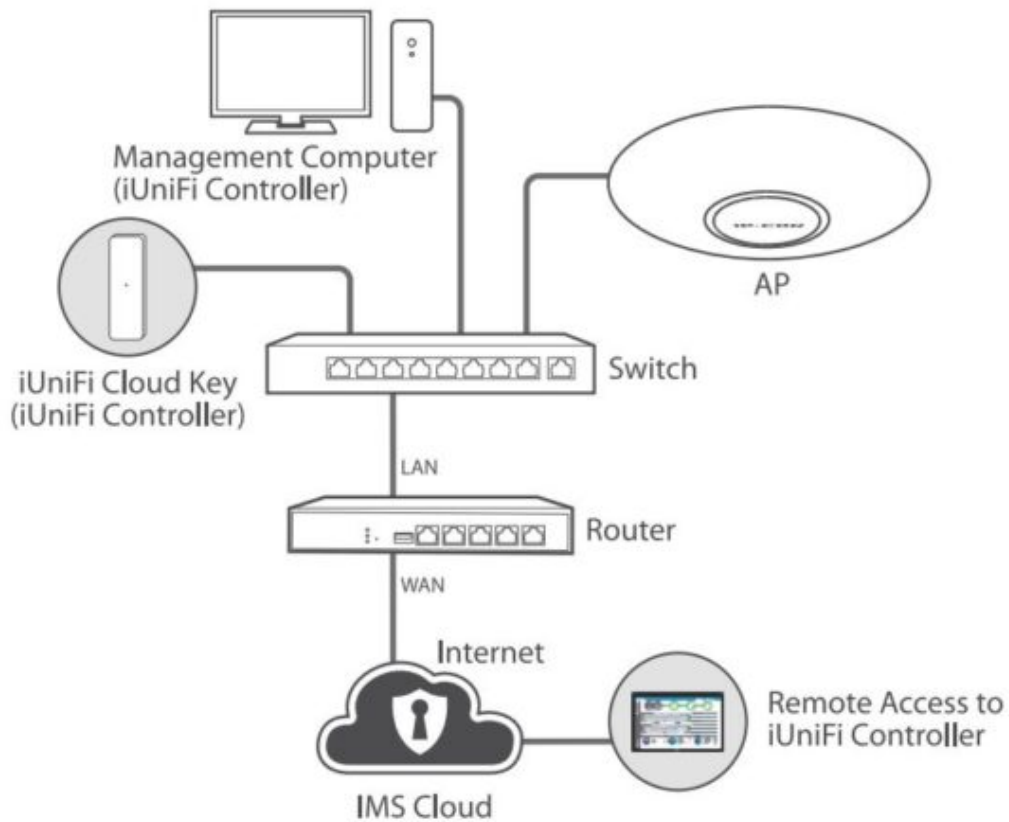 Management Computer
(iUniFi Controller)
AP
iUniFi Cloud Key
(iUniFi Controller)
Switch
LAN
Router
WAN
Internet
Remote Access to
iUniFi Controller
IMS Cloud